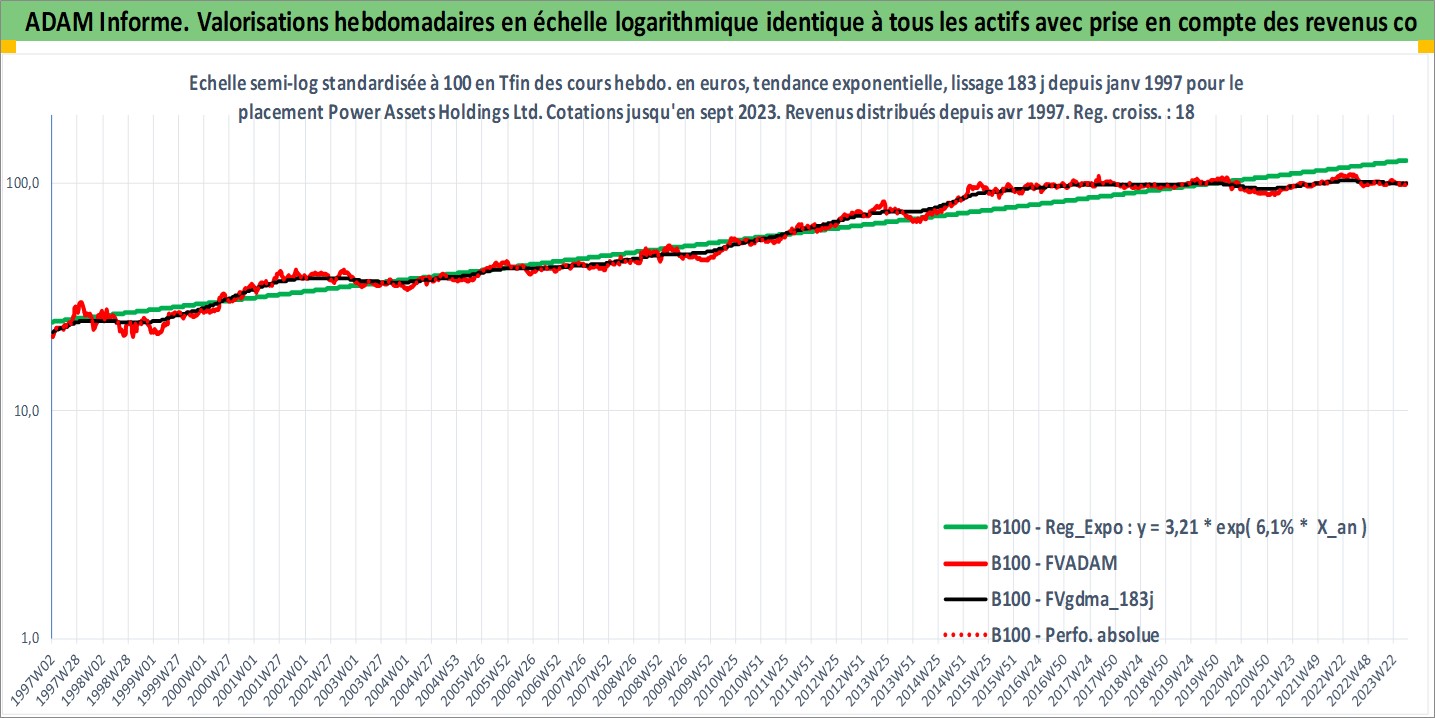 ADAM Informe. Valorisations hebdomadaires en échelle logarithmique identique à tous les actifs avec prise en compte des revenus co
Echelle semi-log standardisée à 100 en Tfin des cours hebdo. en euros, tendance exponentielle, lissage 183 j depuis janv 1997 pour le
placement Power Assets Holdings Ltd. Cotations jusqu'en sept 2023. Revenus distribués depuis avr 1997. Reg. croiss. : 18
100,0
10,0
1,0
B100 - Reg_Expo : y = 3,21 * exp( 6,1% * X_an )
B100 - FVADAM
B100 - FVgdma_183j
B100 - Perfo. absolue
1997W02
1997W28
1998W02
1998W28
1999W01
1999W27
2000W01
2000W27
2001W01
2001W27
2002W01
2002W27
2003W01
2003W27
2004W01
2004W27
2004W53
2005W26
2005W52
2006W26
2006W52
2007W26
2007W52
2008W26
2008W52
2009W26
2009W52
2010W25
2010W51
2011W25
2011W51
2012W25
2012W51
2013W25
2013W51
2014W25
2014W51
2015W25
2015W51
2016W24
2016W50
2017W24
2017W50
2018W24
2018W50
2019W24
2019W50
2020W24
2020W50
2021W23
2021W49
2022W22
2022W48
2023W22